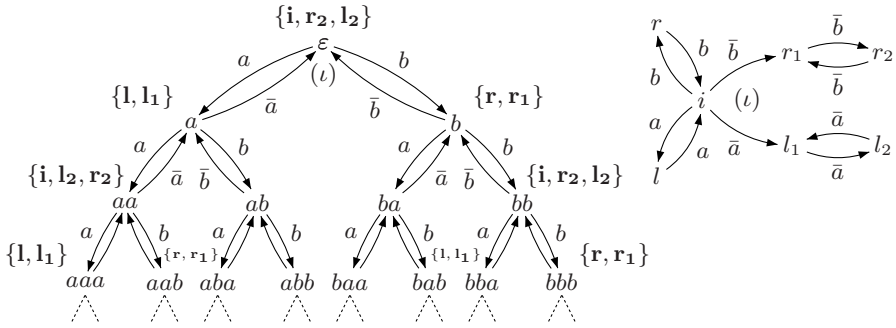 {i, r₂, l₂}
ε
(ι)
a b
ā b̄
{l, l₁} {r, r₁}
a b
a b a b
ā b̄ ā b̄
{i, l₂, r₂} {i, r₂, l₂}
aa ab ba bb
a b a b a b a b
{l, l₁} {r, r₁} {l, l₁} {r, r₁}
aaa aab aba abb baa bab bba bbb
r b̄
b b̄ r₁ r₂
b b̄
i (ι)
a ā ā
a l₁ l₂
l ā